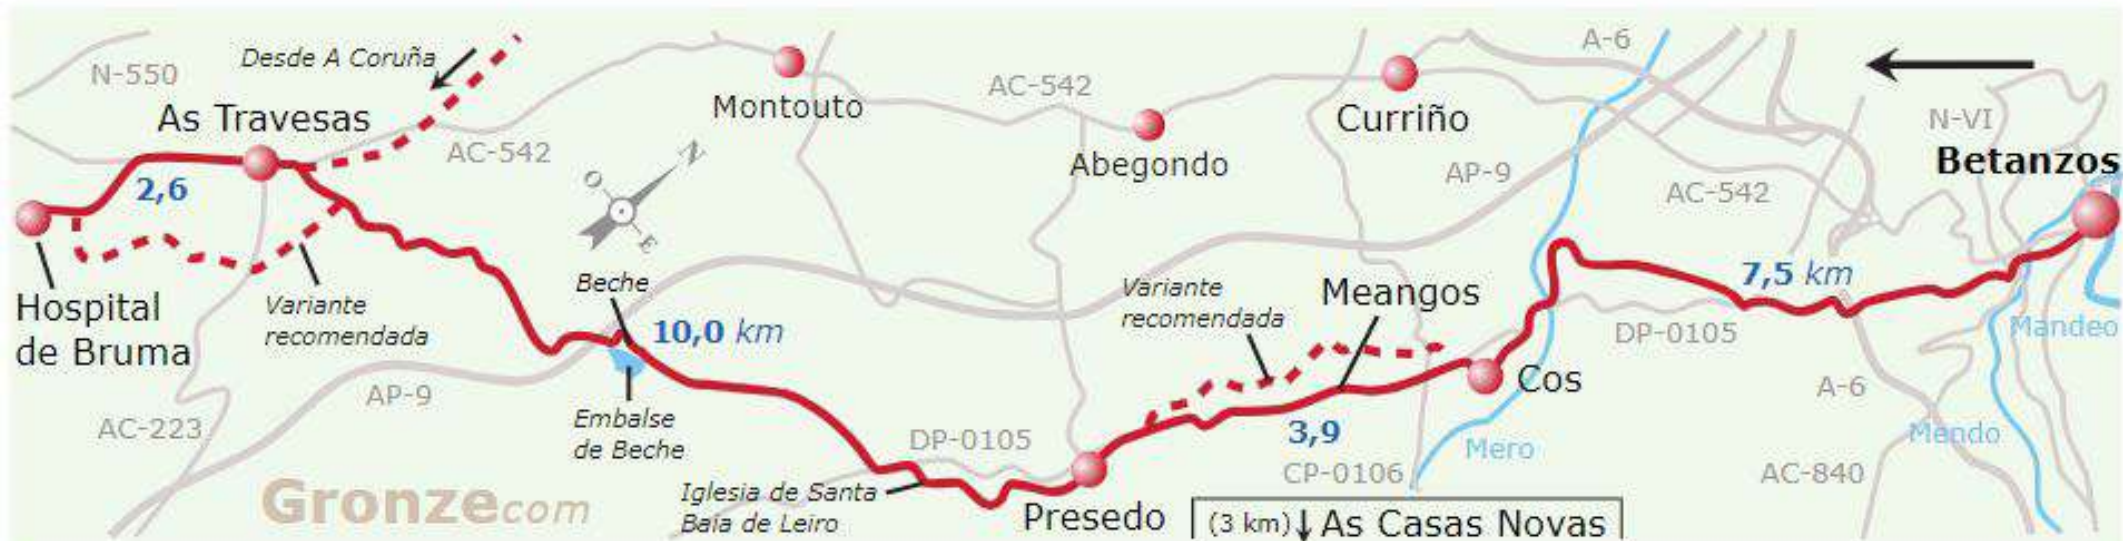 N-550
Desde A Coruña
As Travesas
2,6
AC-542
Montouto
AC-542
Abegondo
Curriño
A-6
N-VI
Betanzos
AP-9
AC-542
N
O
E
Hospital
de Bruma
Variante
recomendada
Beche
10,0 km
Variante
recomendada
Meangos
7,5 km
DP-0105
Mandeo
AP-9
AC-223
Embalse
de Beche
DP-0105
3,9
Cos
A-6
Mero
Mendo
CP-0106
AC-840
Gronze.com
Iglesia de Santa
Baia de Leiro
Presedo
(3 km) ↓ As Casas Novas